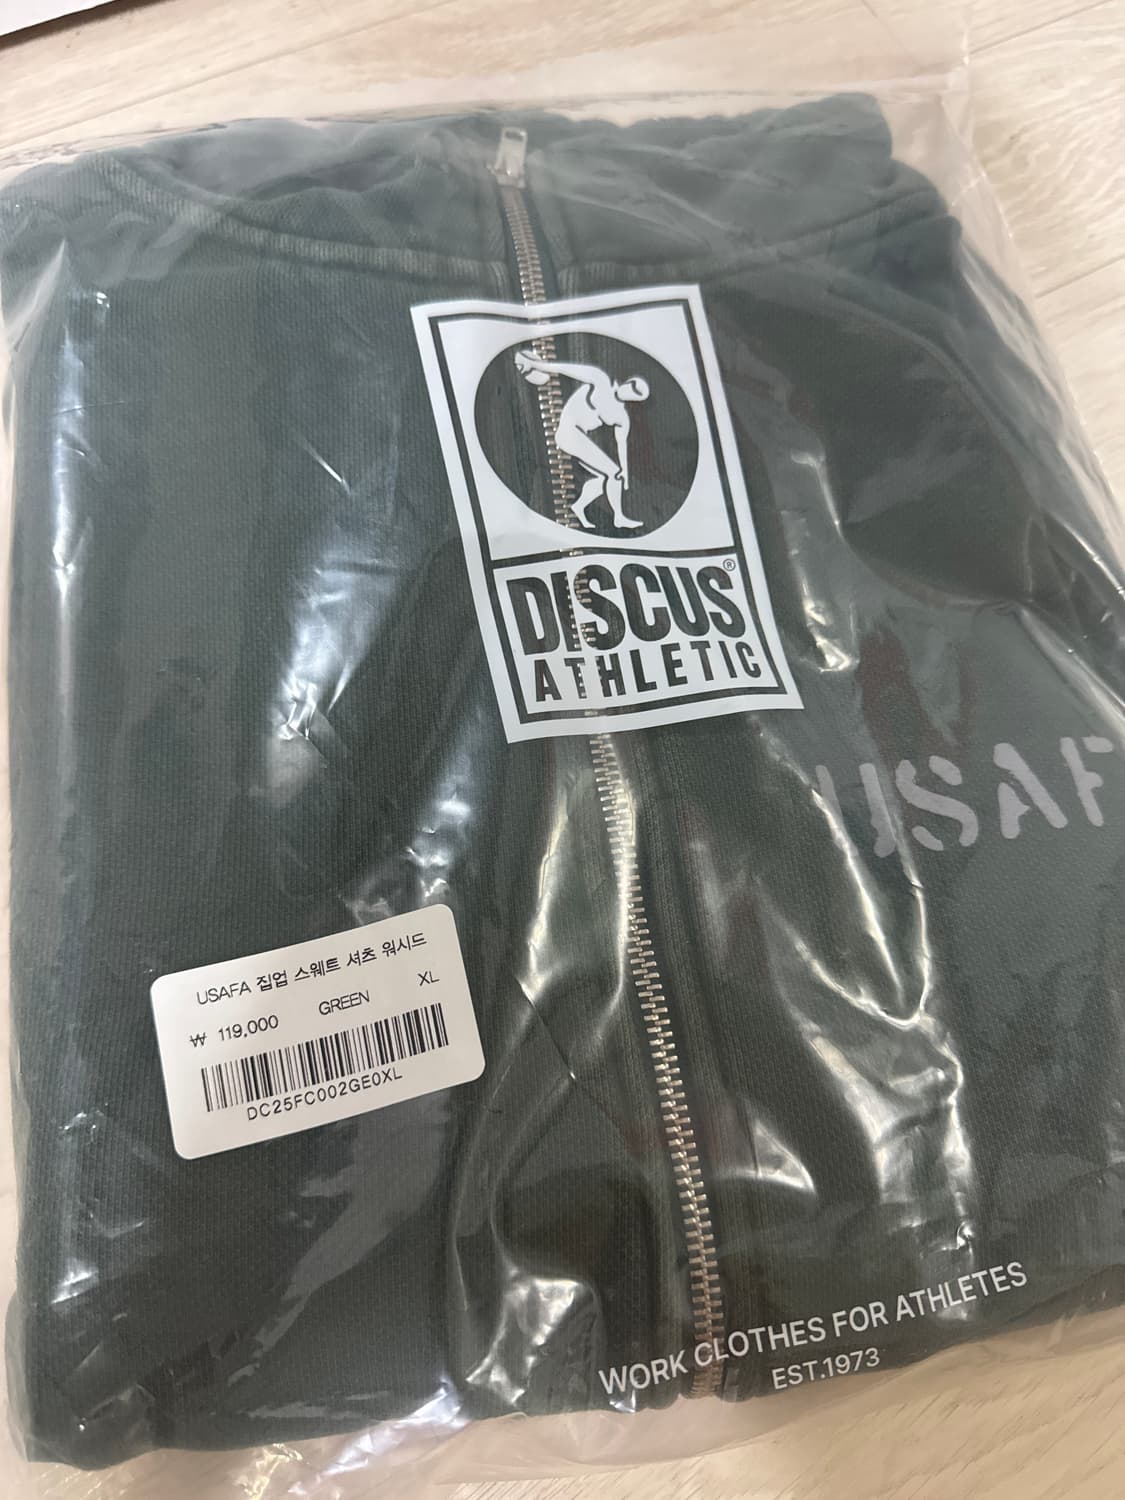 DISCUS®
ATHLETIC
USAF
USAFA 집업 스웨트 셔츠 워시드
₩ 119,000 GREEN XL
DC25FC002GE0XL
WORK CLOTHES FOR ATHLETES
EST.1973